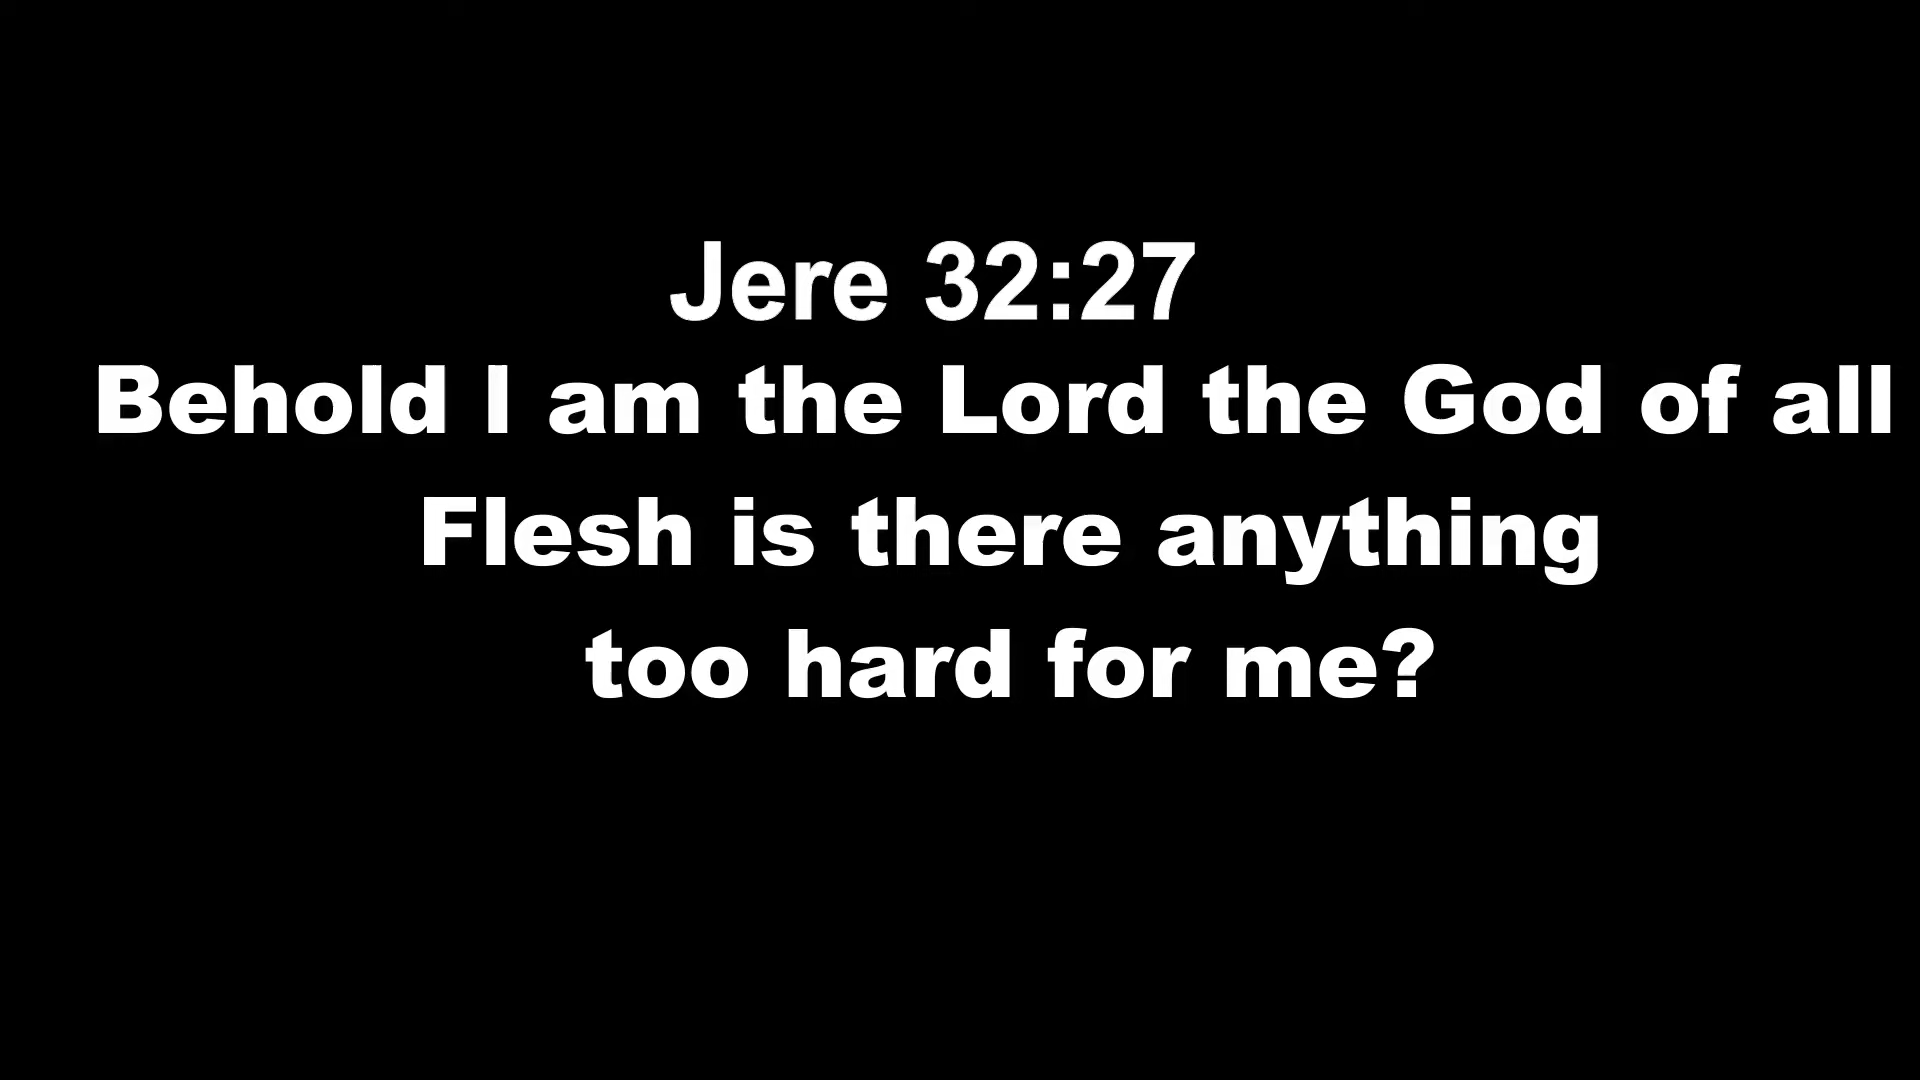 Jere 32:27
Behold I am the Lord the God of all
Flesh is there anything
too hard for me?